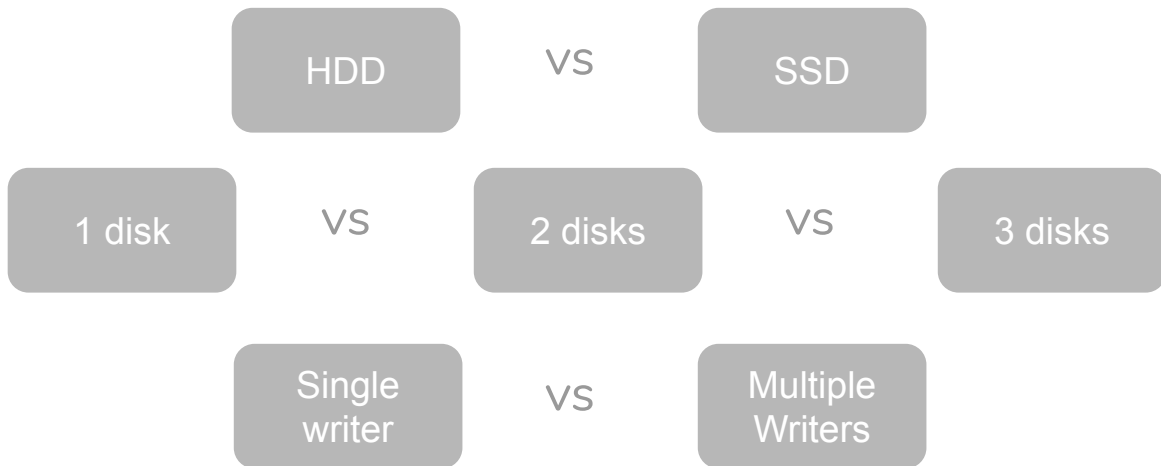 HDD vs SSD
1 disk vs 2 disks vs 3 disks
Single
writer
vs
Multiple
Writers